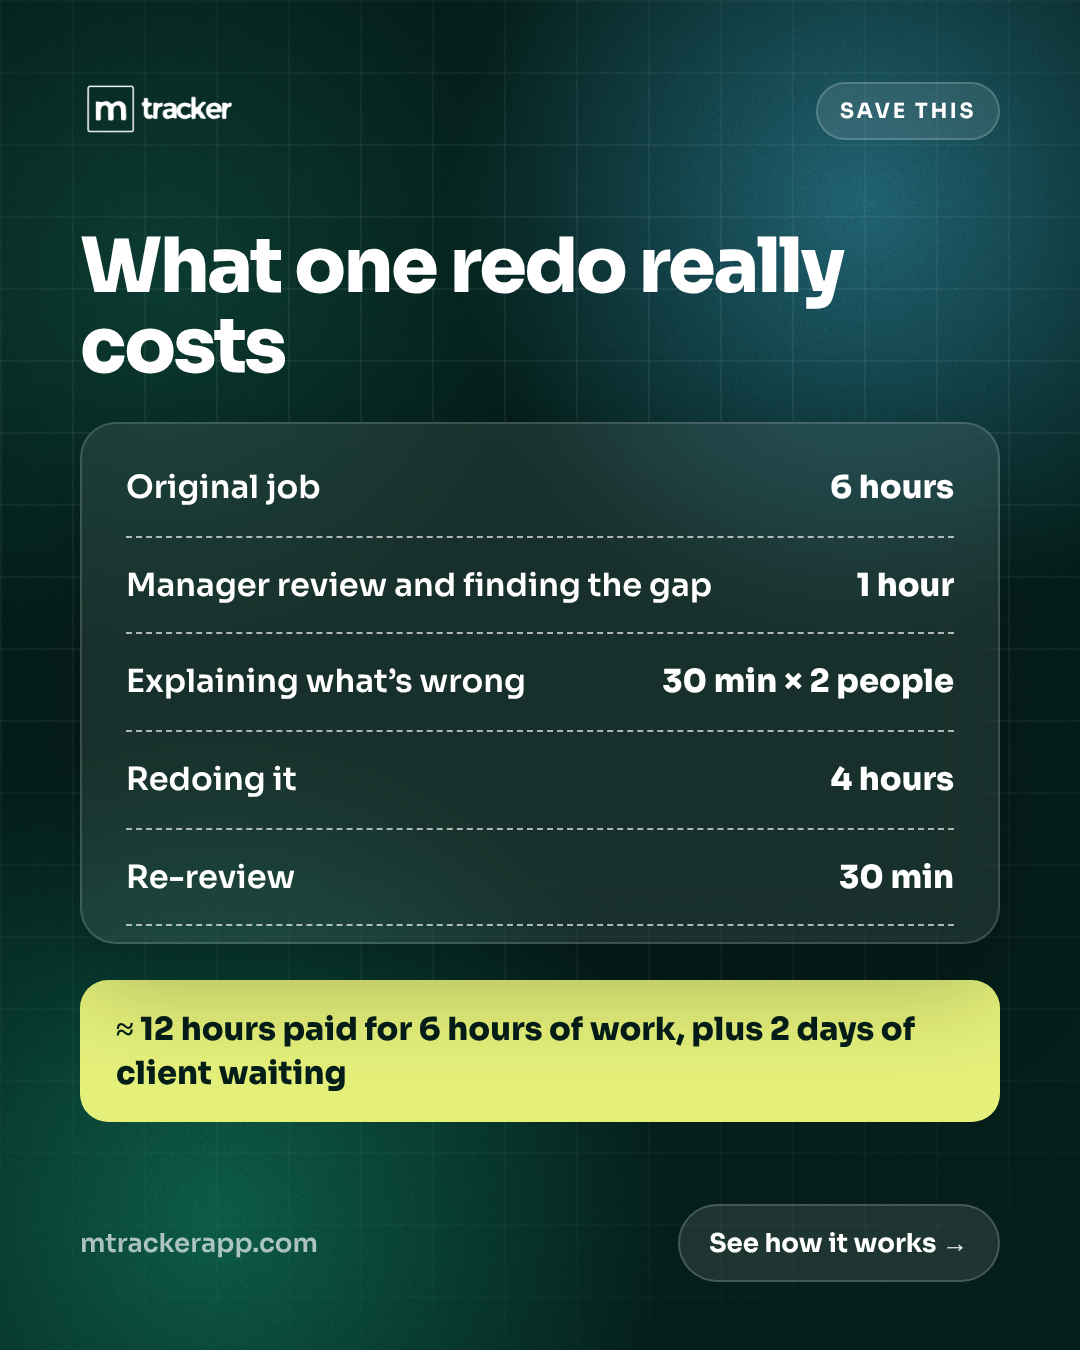 m tracker
SAVE THIS
What one redo really
costs
Original job 6 hours
Manager review and finding the gap 1 hour
Explaining what’s wrong 30 min × 2 people
Redoing it 4 hours
Re-review 30 min
≈ 12 hours paid for 6 hours of work, plus 2 days of
client waiting
mtrackerapp.com
See how it works →